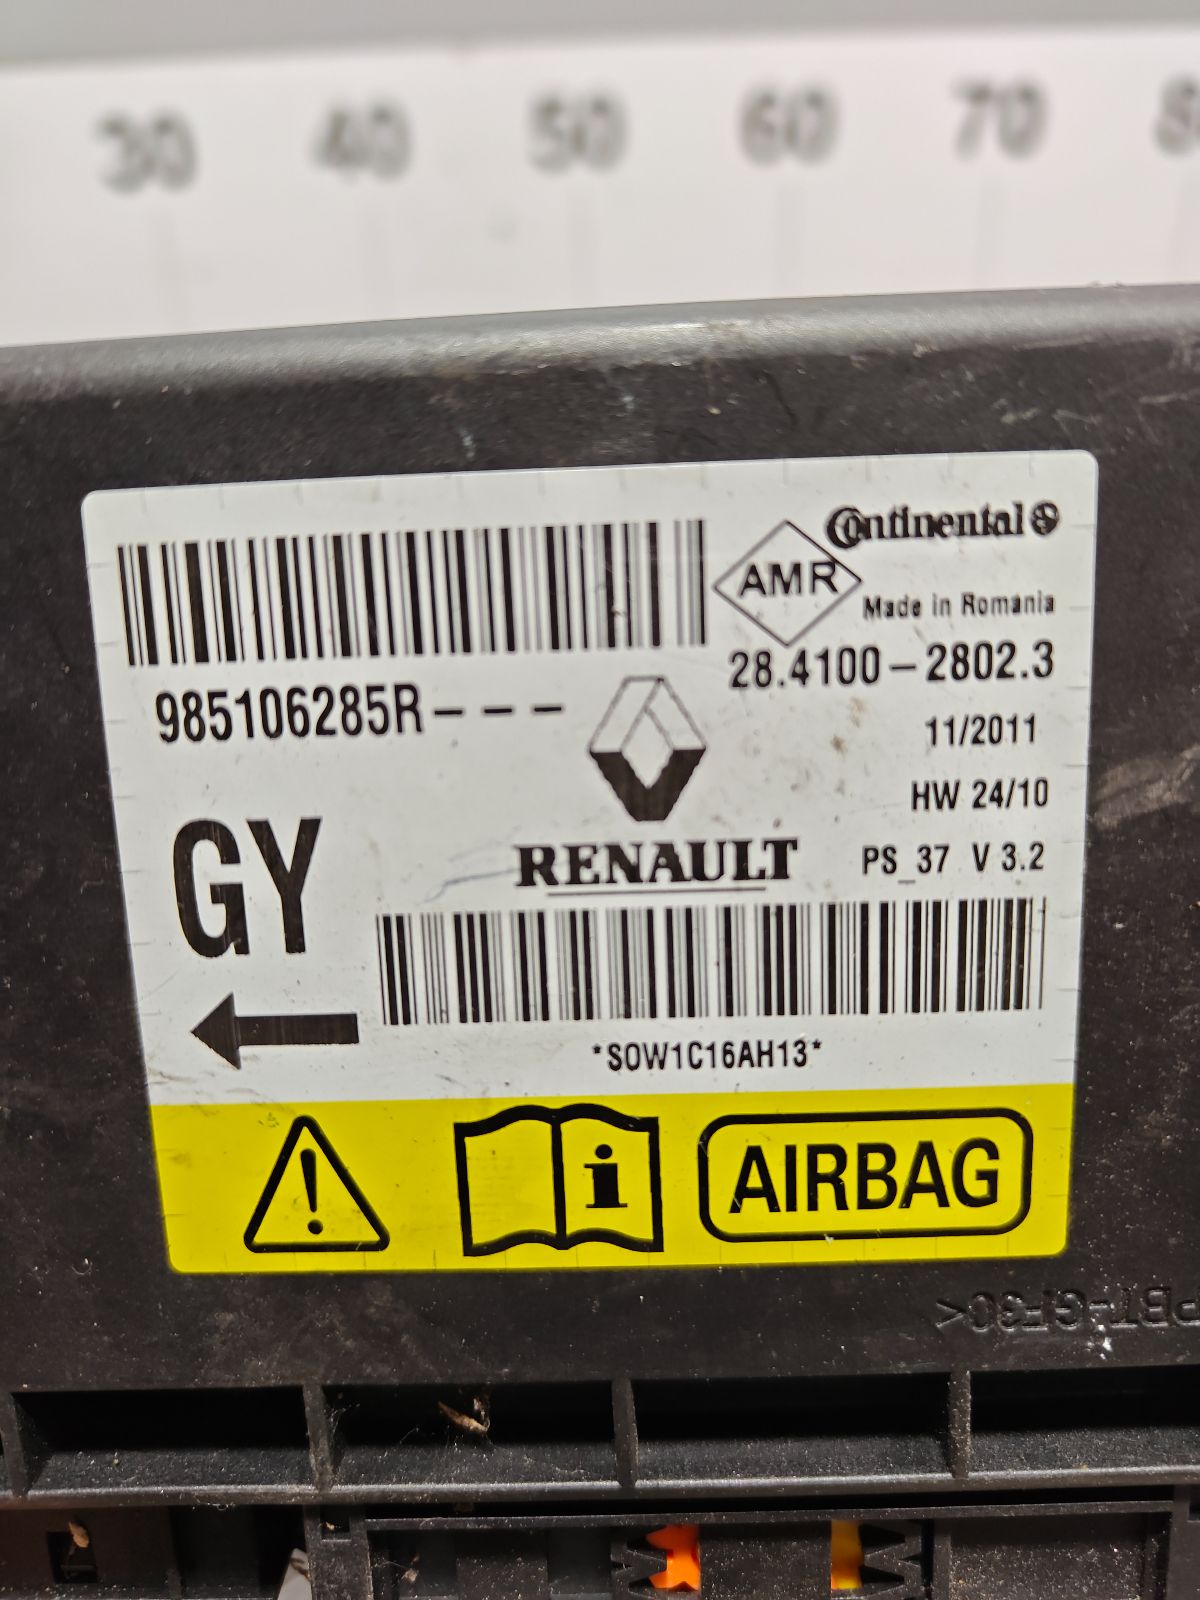 30 40 50 60 70
Continental
AMR
Made in Romania
985106285R---
28.4100-2802.3
11/2011
HW 24/10
GY
RENAULT
PS_37 V 3.2
*S0W1C16AH13*
AIRBAG